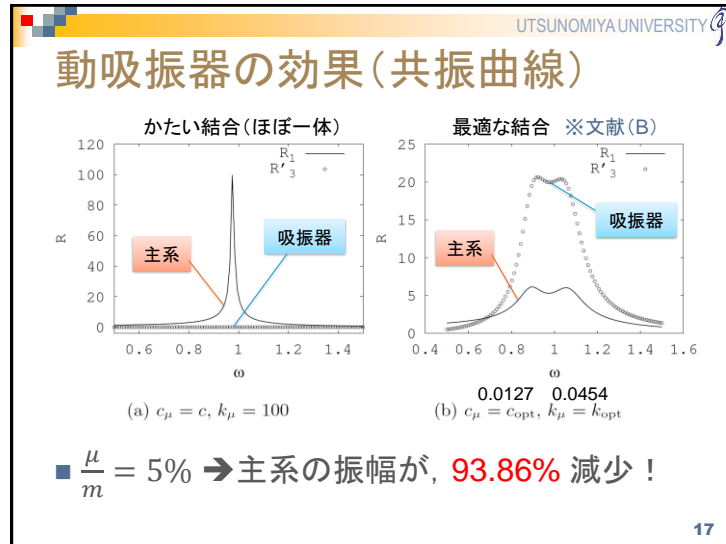 UTSUNOMIYA UNIVERSITY
動吸振器の効果(共振曲線)
かたい結合(ほぼ一体)
R₁
R'₃
120
100
80
60
40
20
0
R
主系
吸振器
0.6 0.8 1 1.2 1.4
ω
(a) cμ = c, kμ = 100
最適な結合 ※文献(B)
R₁
R'₃
25
20
15
10
5
0
R
主系
吸振器
0.4 0.6 0.8 1 1.2 1.4 1.6
ω
0.0127 0.0454
(b) cμ = copt, kμ = kopt
μ/m = 5% ➔主系の振幅が, 93.86% 減少!
17